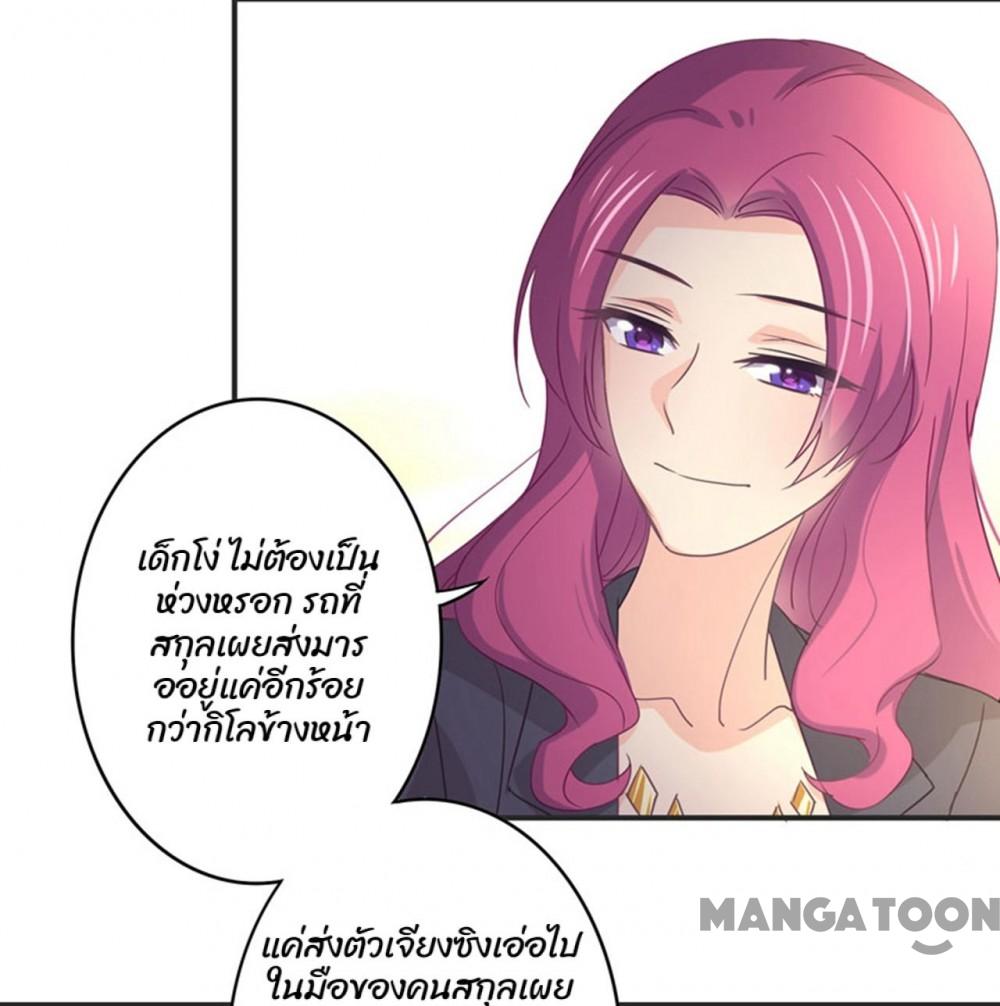 เด็กโง่ ไม่ต้องเป็น
ห่วงหรอก รถที่
สกุลเผยส่งมาร
ออยู่แค่อีกร้อย
กว่ากิโลข้างหน้า
แค่ส่งตัวเจียงซิงเอ่อไป
ในมือของคนสกุลเผย
MANGATOON